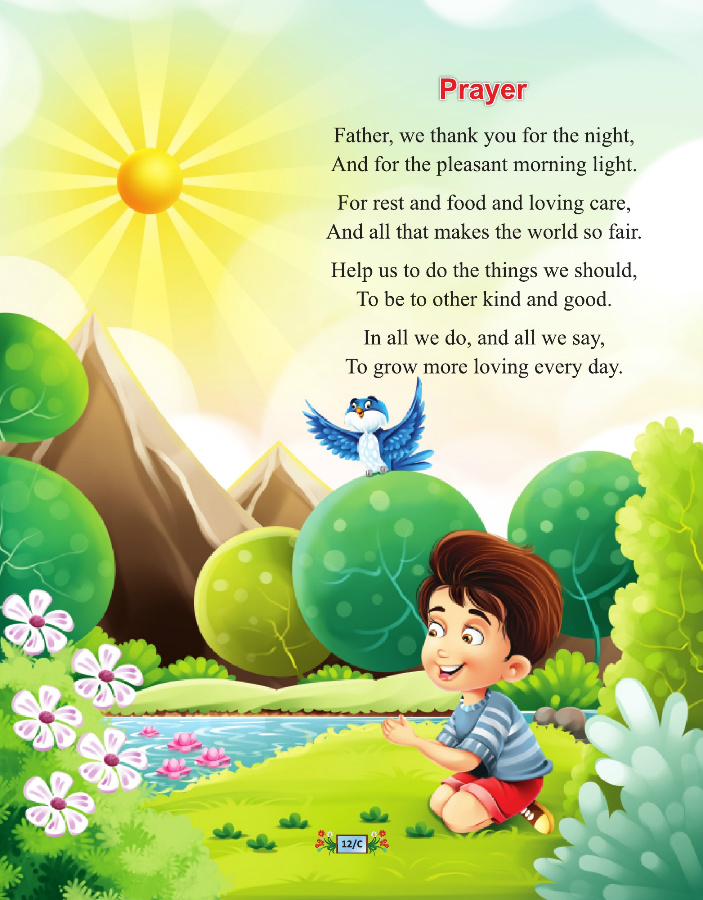 Prayer
Father, we thank you for the night,
And for the pleasant morning light.
For rest and food and loving care,
And all that makes the world so fair.
Help us to do the things we should,
To be to other kind and good.
In all we do, and all we say,
To grow more loving every day.
12/C